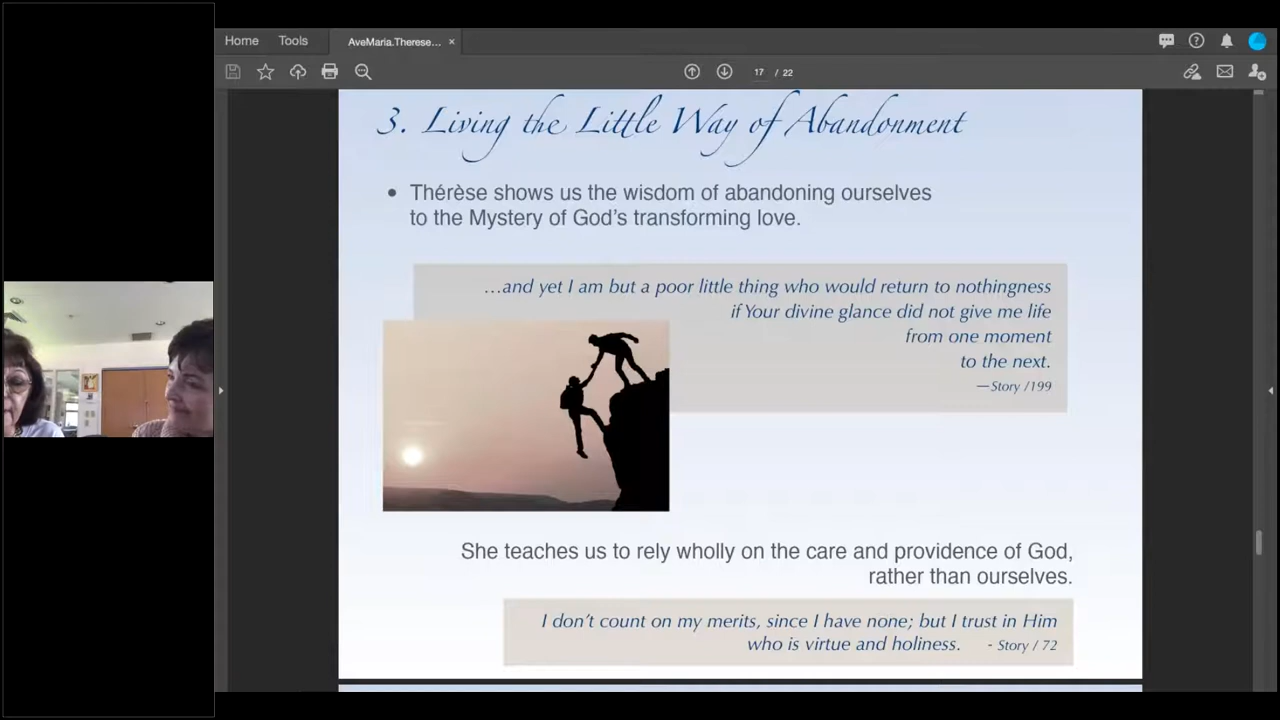 Home Tools AveMaria.Therese... ×
17 / 22
3. Living the Little Way of Abandonment
• Thérèse shows us the wisdom of abandoning ourselves
to the Mystery of God’s transforming love.
…and yet I am but a poor little thing who would return to nothingness
if Your divine glance did not give me life
from one moment
to the next.
—Story /199
She teaches us to rely wholly on the care and providence of God,
rather than ourselves.
I don’t count on my merits, since I have none; but I trust in Him
who is virtue and holiness. - Story / 72